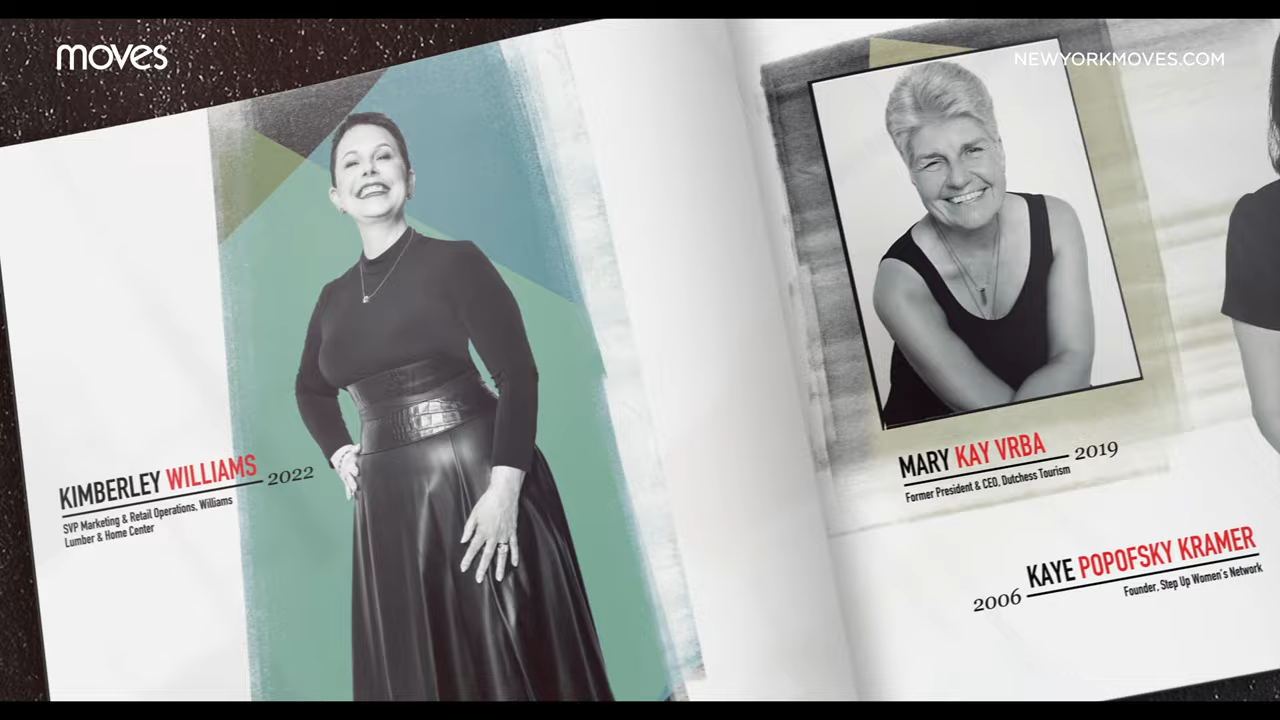 moves
NEWYORKMOVES.COM
KIMBERLEY WILLIAMS 2022
SVP Marketing & Retail Operations, Williams
Lumber & Home Center
MARY KAY VRBA 2019
Former President & CEO, Dutchess Tourism
KAYE POPOFSKY KRAMER
2006
Founder, Step Up Women's Network